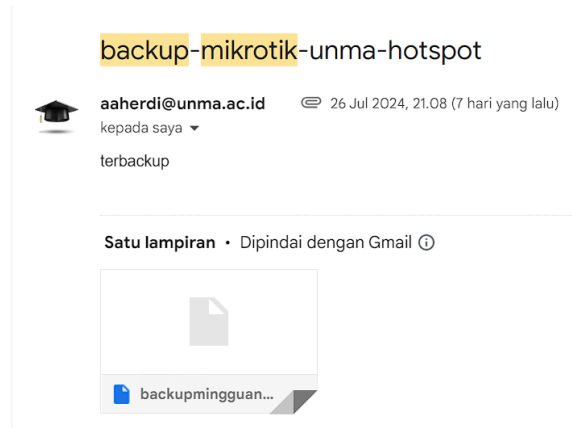 backup-mikrotik-unma-hotspot
aaherdi@unma.ac.id 26 Jul 2024, 21.08 (7 hari yang lalu)
kepada saya
terbackup
Satu lampiran • Dipindai dengan Gmail
backupmingguan...